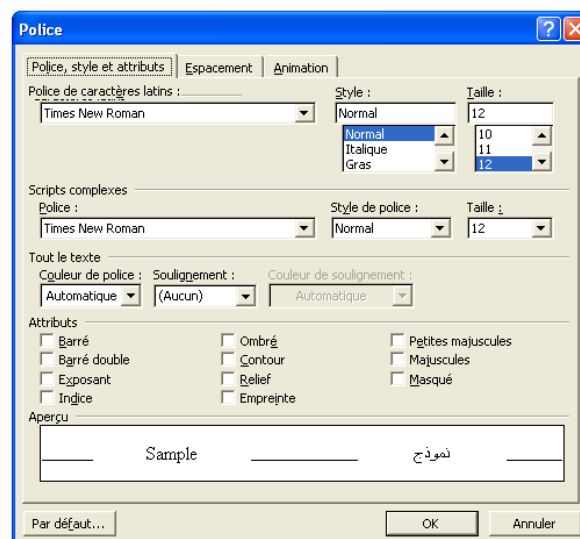 Police
Police, style et attributs Espacement Animation
Police de caractères latins : Style : Taille :
Times New Roman Normal 12
Normal 10
Italique 11
Gras 12
Scripts complexes
Police : Style de police : Taille :
Times New Roman Normal 12
Tout le texte
Couleur de police : Soulignement : Couleur de soulignement :
Automatique (Aucun) Automatique
Attributs
Barré Ombré Petites majuscules
Barré double Contour Majuscules
Exposant Relief Masqué
Indice Empreinte
Aperçu
Sample نموذج
Par défaut... OK Annuler